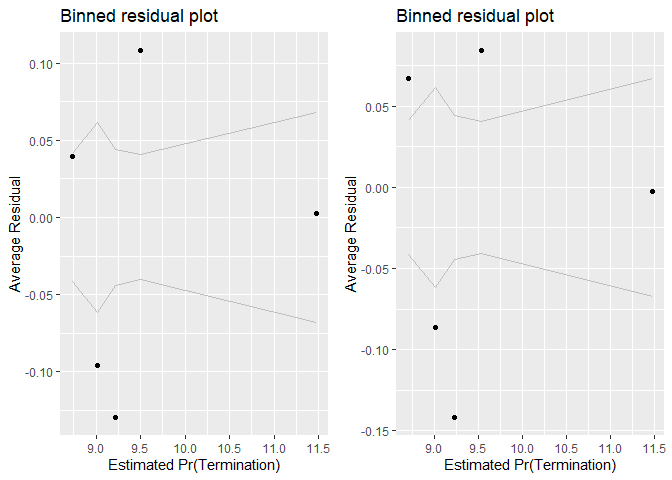 Binned residual plot
0.10
0.05
0.00
-0.05
-0.10
Average Residual
9.0 9.5 10.0 10.5 11.0 11.5
Estimated Pr(Termination)
Binned residual plot
0.05
0.00
-0.05
-0.10
-0.15
Average Residual
9.0 9.5 10.0 10.5 11.0 11.5
Estimated Pr(Termination)